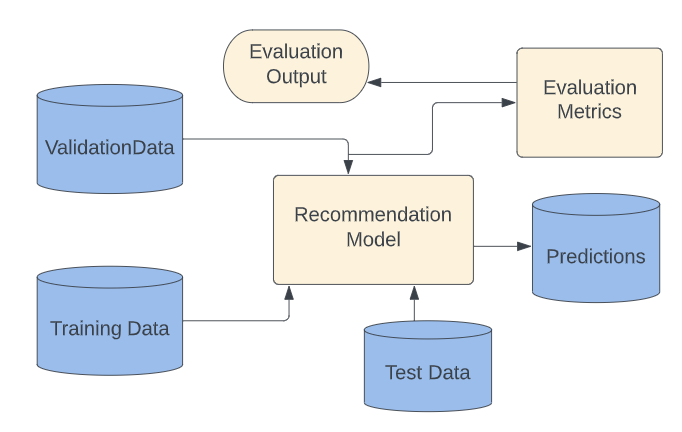 Evaluation
Output
Evaluation
Metrics
ValidationData
Recommendation
Model
Predictions
Training Data
Test Data